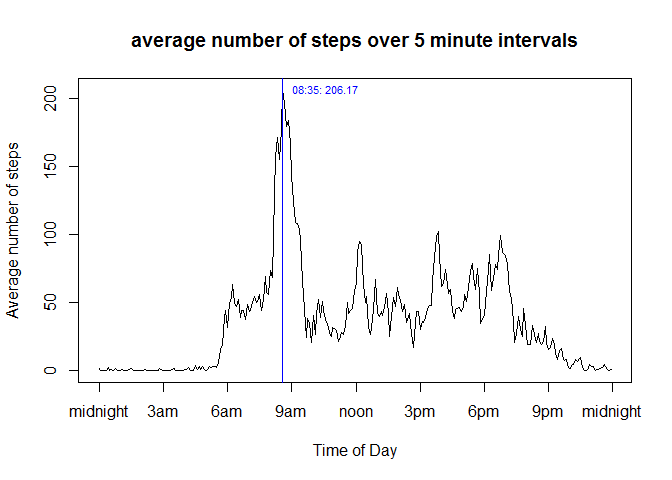 average number of steps over 5 minute intervals
08:35: 206.17
200
150
100
50
0
Average number of steps
midnight 3am 6am 9am noon 3pm 6pm 9pm midnight
Time of Day